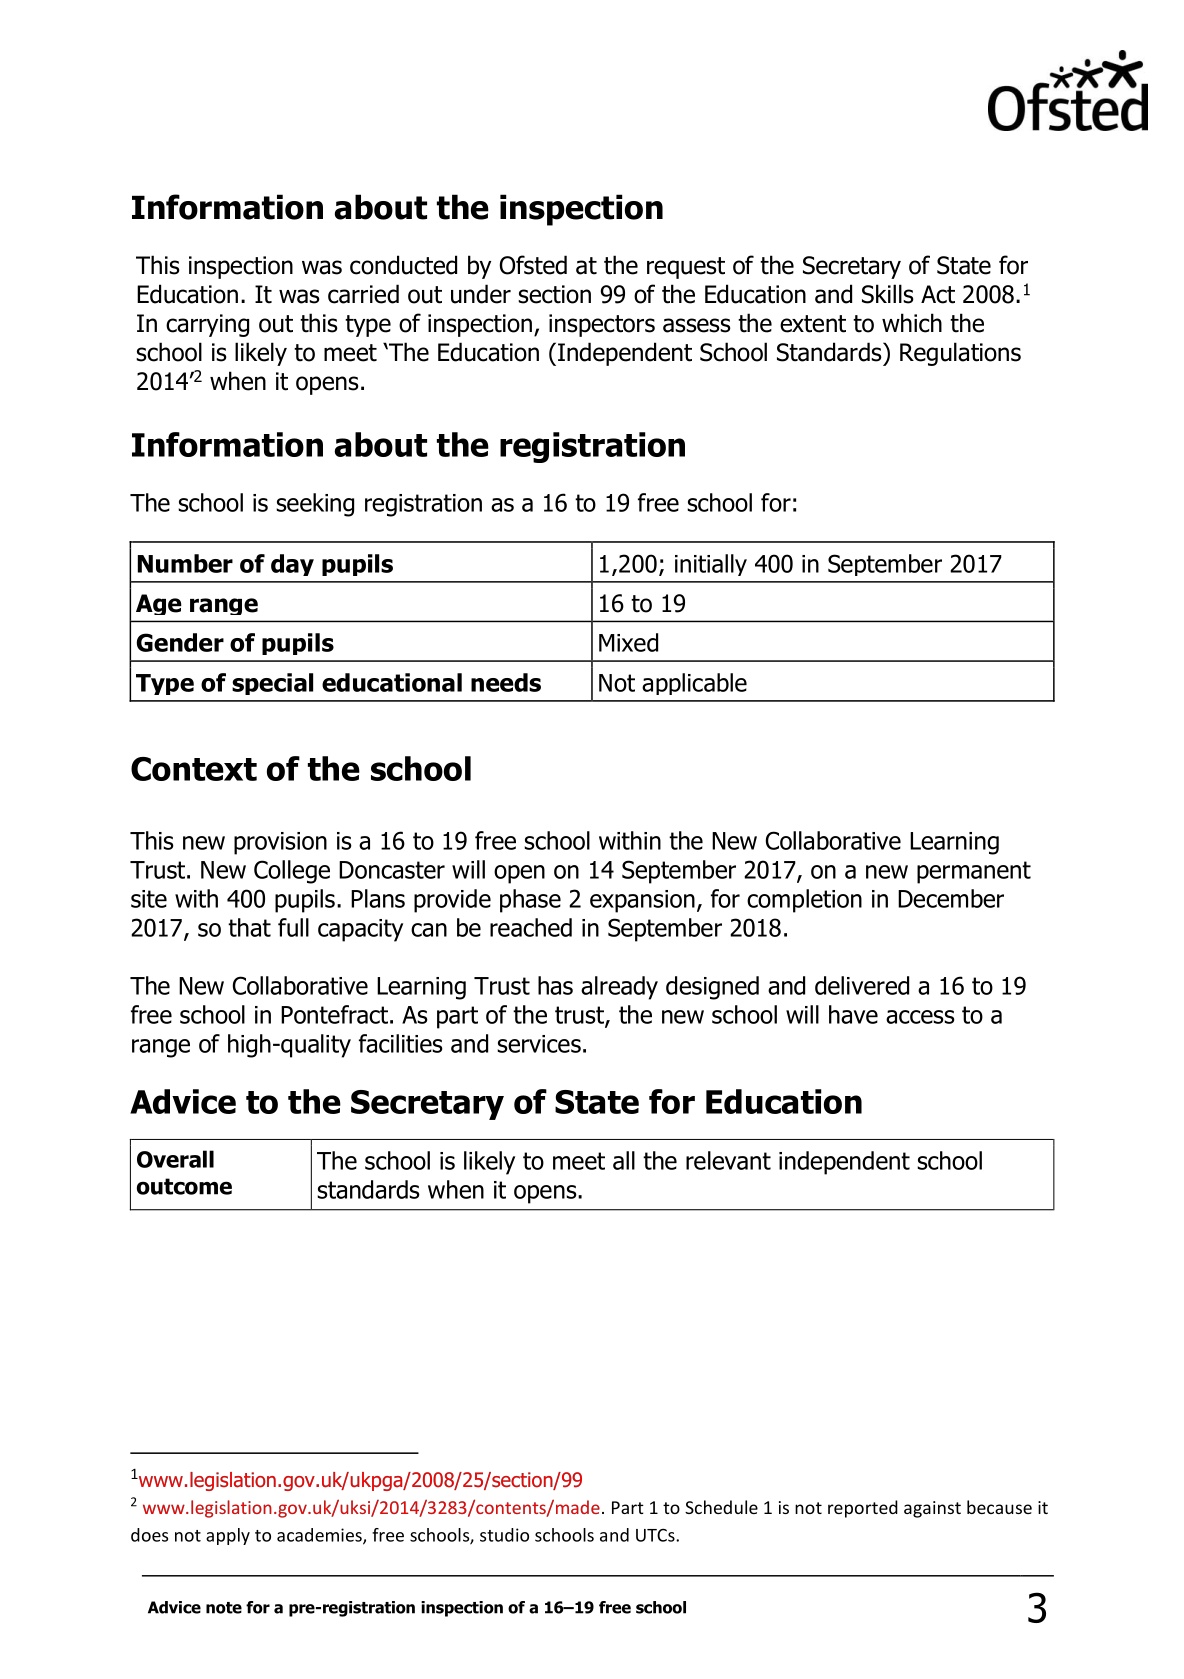 Ofsted
Information about the inspection
This inspection was conducted by Ofsted at the request of the Secretary of State for
Education. It was carried out under section 99 of the Education and Skills Act 2008.1
In carrying out this type of inspection, inspectors assess the extent to which the
school is likely to meet ‘The Education (Independent School Standards) Regulations
2014’2 when it opens.
Information about the registration
The school is seeking registration as a 16 to 19 free school for:
Number of day pupils 1,200; initially 400 in September 2017
Age range 16 to 19
Gender of pupils Mixed
Type of special educational needs Not applicable
Context of the school
This new provision is a 16 to 19 free school within the New Collaborative Learning
Trust. New College Doncaster will open on 14 September 2017, on a new permanent
site with 400 pupils. Plans provide phase 2 expansion, for completion in December
2017, so that full capacity can be reached in September 2018.
The New Collaborative Learning Trust has already designed and delivered a 16 to 19
free school in Pontefract. As part of the trust, the new school will have access to a
range of high-quality facilities and services.
Advice to the Secretary of State for Education
Overall
outcome
The school is likely to meet all the relevant independent school
standards when it opens.
1www.legislation.gov.uk/ukpga/2008/25/section/99
2 www.legislation.gov.uk/uksi/2014/3283/contents/made. Part 1 to Schedule 1 is not reported against because it
does not apply to academies, free schools, studio schools and UTCs.
Advice note for a pre-registration inspection of a 16–19 free school 3